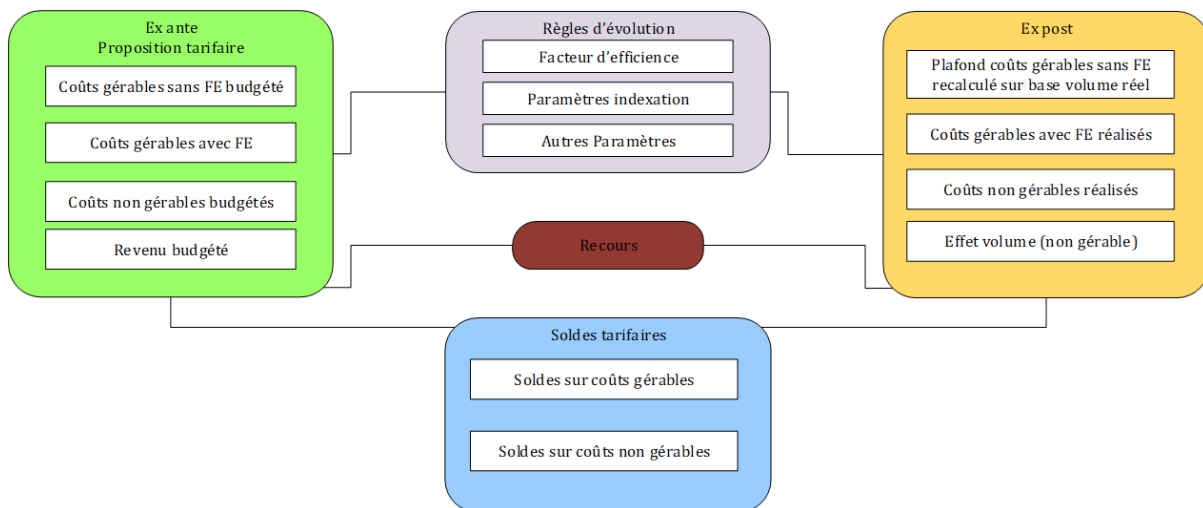 Ex ante
Proposition tarifaire
Coûts gérables sans FE budgété
Coûts gérables avec FE
Coûts non gérables budgétés
Revenu budgété
Règles d'évolution
Facteur d'efficience
Paramètres indexation
Autres Paramètres
Recours
Ex post
Plafond coûts gérables sans FE
recalculé sur base volume réel
Coûts gérables avec FE réalisés
Coûts non gérables réalisés
Effet volume (non gérable)
Soldes tarifaires
Soldes sur coûts gérables
Soldes sur coûts non gérables